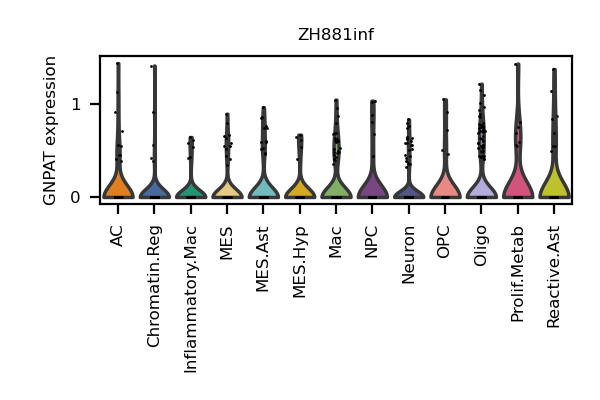 ZH881inf
GNPAT expression
1
0
AC
Chromatin.Reg
Inflammatory.Mac
MES
MES.Ast
MES.Hyp
Mac
NPC
Neuron
OPC
Oligo
Prolif.Metab
Reactive.Ast